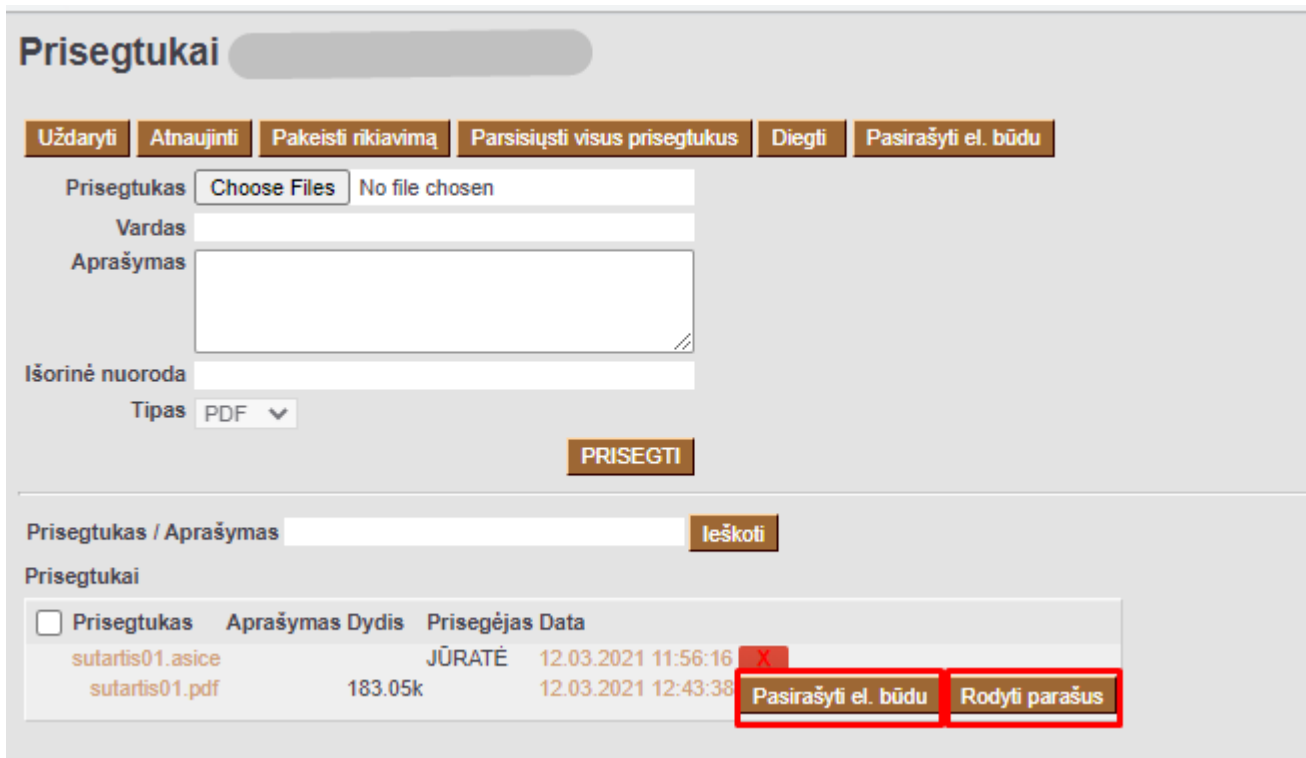 Prisegtukai
Uždaryti Atnaujinti Pakeisti rikiavimą Parsisiųsti visus prisegtukus Diegti Pasirašyti el. būdu
Prisegtukas Choose Files No file chosen
Vardas
Aprašymas
Išorinė nuoroda
Tipas PDF
PRISEGTI
Prisegtukas / Aprašymas Ieškoti
Prisegtukai
Prisegtukas Aprašymas Dydis Prisegėjas Data
sutartis01.asice JŪRATĖ 12.03.2021 11:56:16 X
sutartis01.pdf 183.05k 12.03.2021 12:43:38 Pasirašyti el. būdu Rodyti parašus